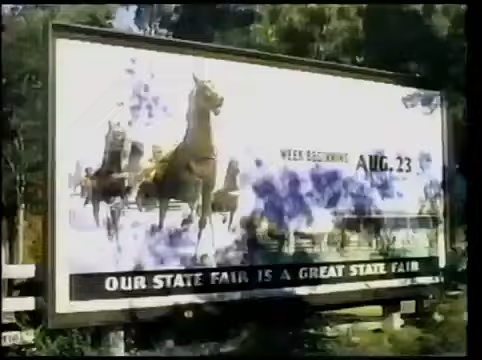 WEEK BEGINNING AUG. 23
OUR STATE FAIR IS A GREAT STATE FAIR